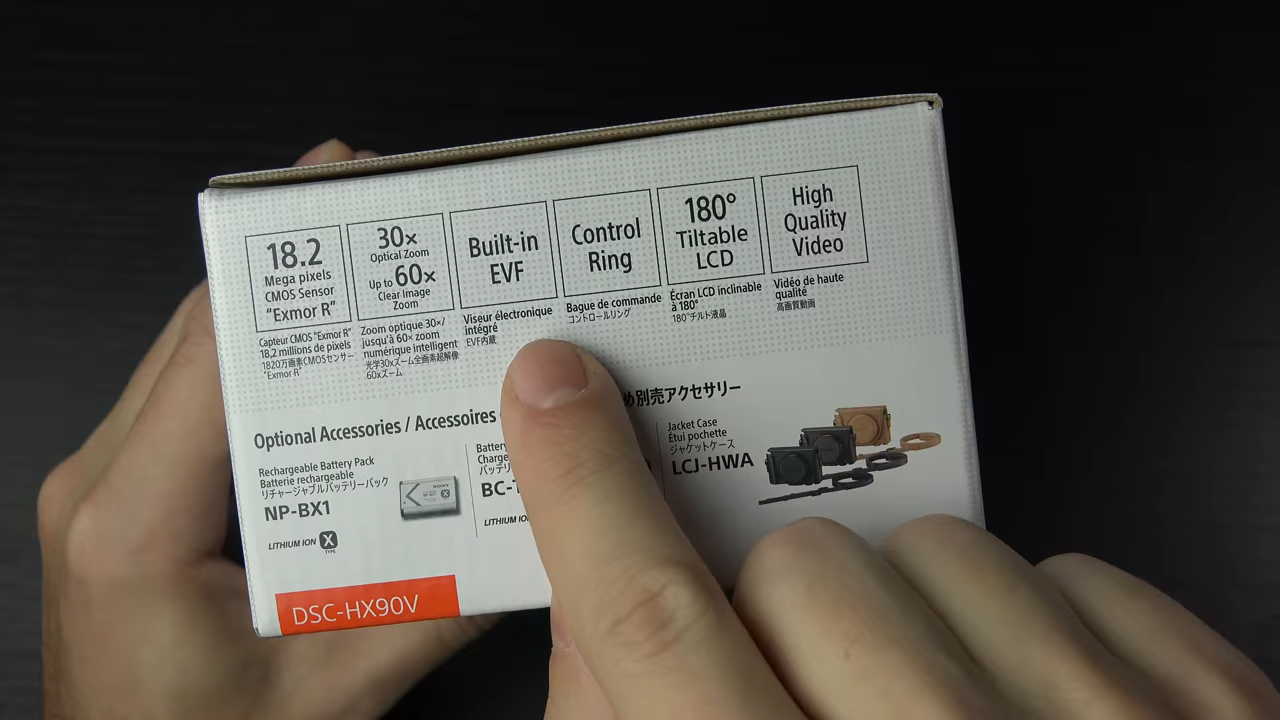 18.2
Mega pixels
CMOS Sensor
“Exmor R”
Capteur CMOS “Exmor R”
18,2 millions de pixels
1820万画素CMOSセンサー
“Exmor R”
30×
Optical Zoom
Up to 60×
Clear Image
Zoom
Zoom optique 30×/
jusqu'à 60× zoom
numérique intelligent
光学30xズーム全画素超解像
60xズーム
Built-in
EVF
Viseur électronique
intégré
EVF内蔵
Control
Ring
Bague de commande
コントロールリング
180°
Tiltable
LCD
Écran LCD inclinable
à 180°
180°チルト液晶
High
Quality
Video
Vidéo de haute
qualité
高画質動画
Optional Accessories / Accessoires
別売アクセサリー
Rechargeable Battery Pack
Batterie rechargeable
リチャージャブルバッテリーパック
NP-BX1
LITHIUM ION X
TYPE
SONY
Battery
BC-
LITHIUM
Jacket Case
Étui pochette
ジャケットケース
LCJ-HWA
DSC-HX90V